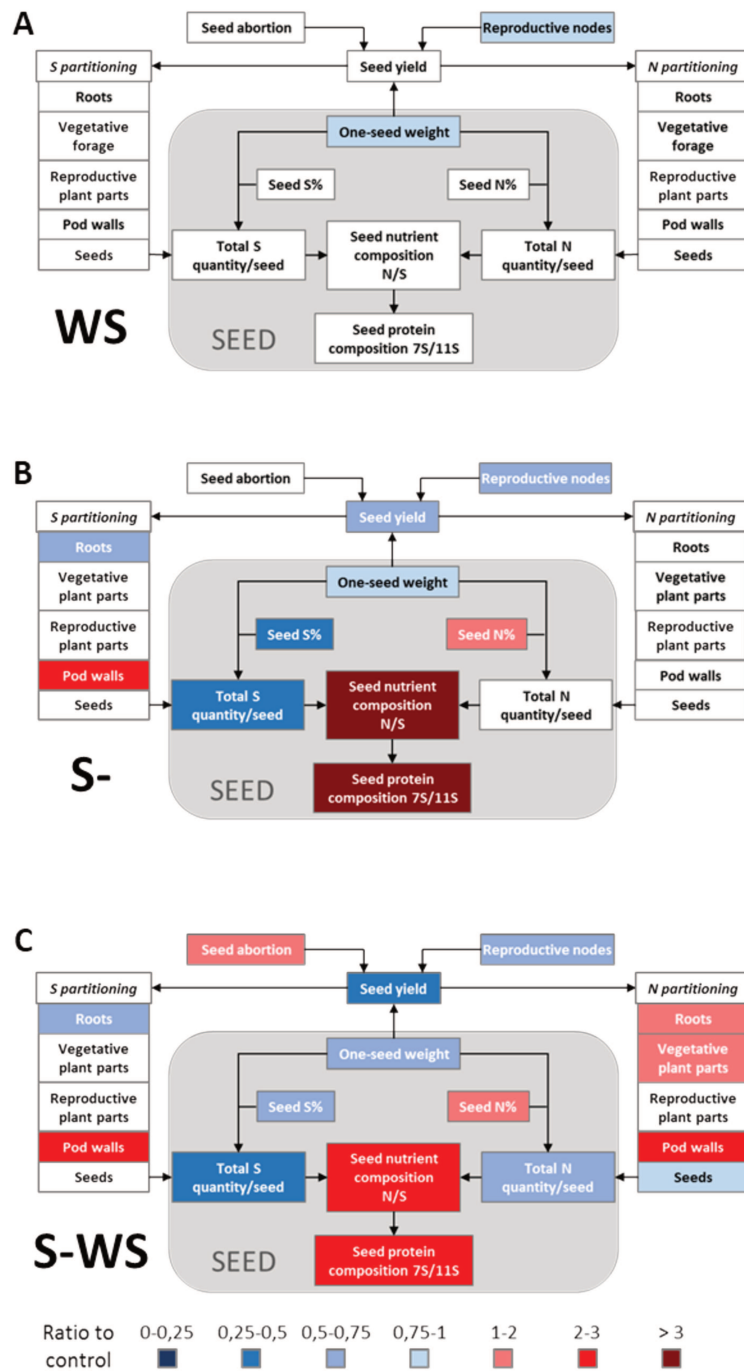 A
Seed abortion
Reproductive nodes
S partitioning
Seed yield
N partitioning
Roots
Vegetative
forage
Reproductive
plant parts
Pod walls
Seeds
One-seed weight
Seed S%
Seed N%
Total S
quantity/seed
Seed nutrient
composition
N/S
Total N
quantity/seed
Seed protein
composition 7S/11S
Roots
Vegetative
forage
Reproductive
plant parts
Pod walls
Seeds
WS
SEED
B
Seed abortion
Reproductive nodes
S partitioning
Seed yield
N partitioning
Roots
Vegetative
plant parts
Reproductive
plant parts
Pod walls
Seeds
One-seed weight
Seed S%
Seed N%
Total S
quantity/seed
Seed nutrient
composition
N/S
Total N
quantity/seed
Seed protein
composition 7S/11S
Roots
Vegetative
plant parts
Reproductive
plant parts
Pod walls
Seeds
S-
SEED
C
Seed abortion
Reproductive nodes
S partitioning
Seed yield
N partitioning
Roots
Vegetative
plant parts
Reproductive
plant parts
Pod walls
Seeds
One-seed weight
Seed S%
Seed N%
Total S
quantity/seed
Seed nutrient
composition
N/S
Total N
quantity/seed
Seed protein
composition 7S/11S
Roots
Vegetative
plant parts
Reproductive
plant parts
Pod walls
Seeds
S-WS
SEED
Ratio to
control
0-0,25 0,25-0,5 0,5-0,75 0,75-1 1-2 2-3 > 3